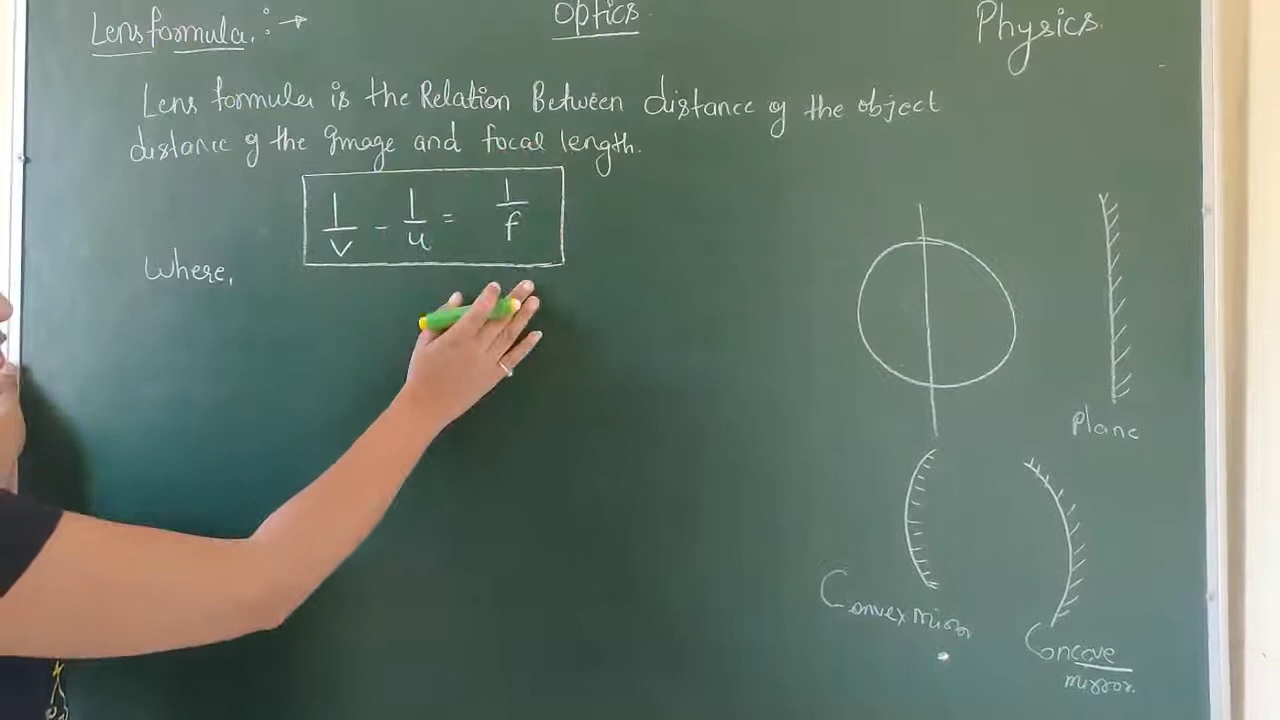 Lens formula. : →
Optics
Physics.
Lens formula is the Relation Between distance of the object
distance of the Image and focal length.
1/v - 1/u = 1/f
Where,
Plane
Convex mirror
Concave
mirror.